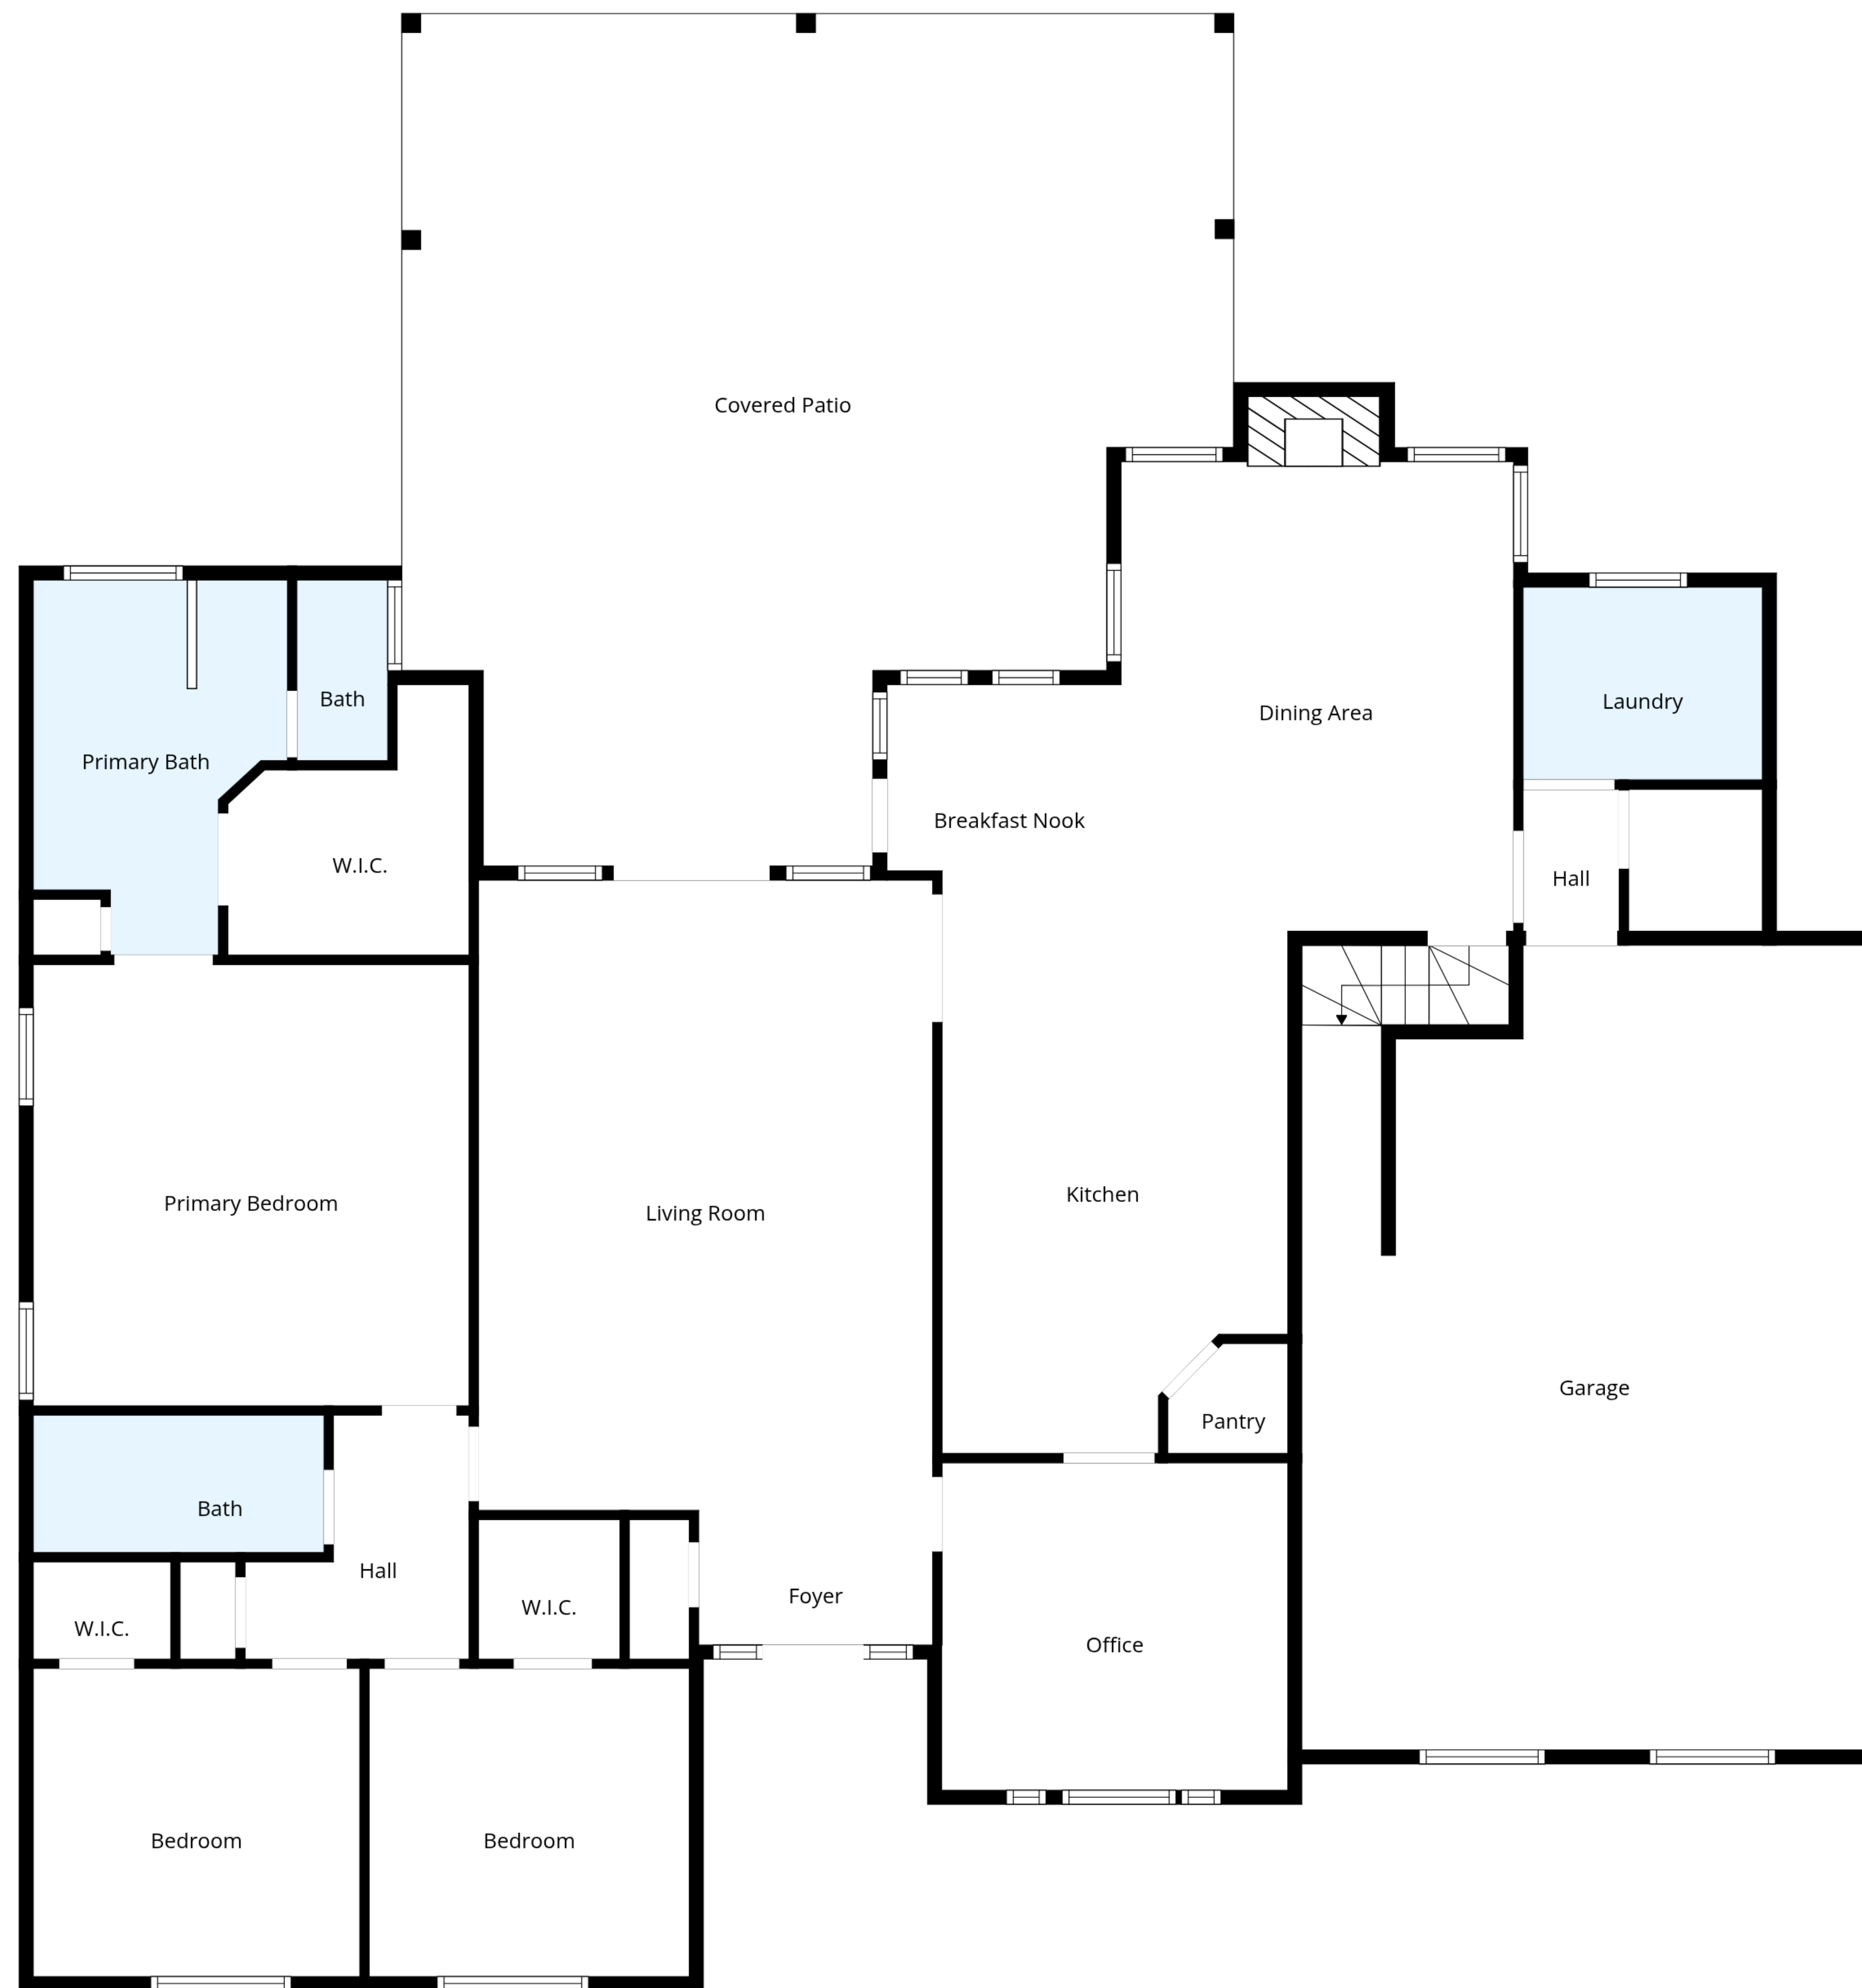 Covered Patio
Bath
Laundry
Dining Area
Primary Bath
Breakfast Nook
W.I.C.
Hall
Primary Bedroom
Living Room
Kitchen
Garage
Pantry
Bath
Hall
Foyer
W.I.C.
W.I.C.
Office
Bedroom
Bedroom